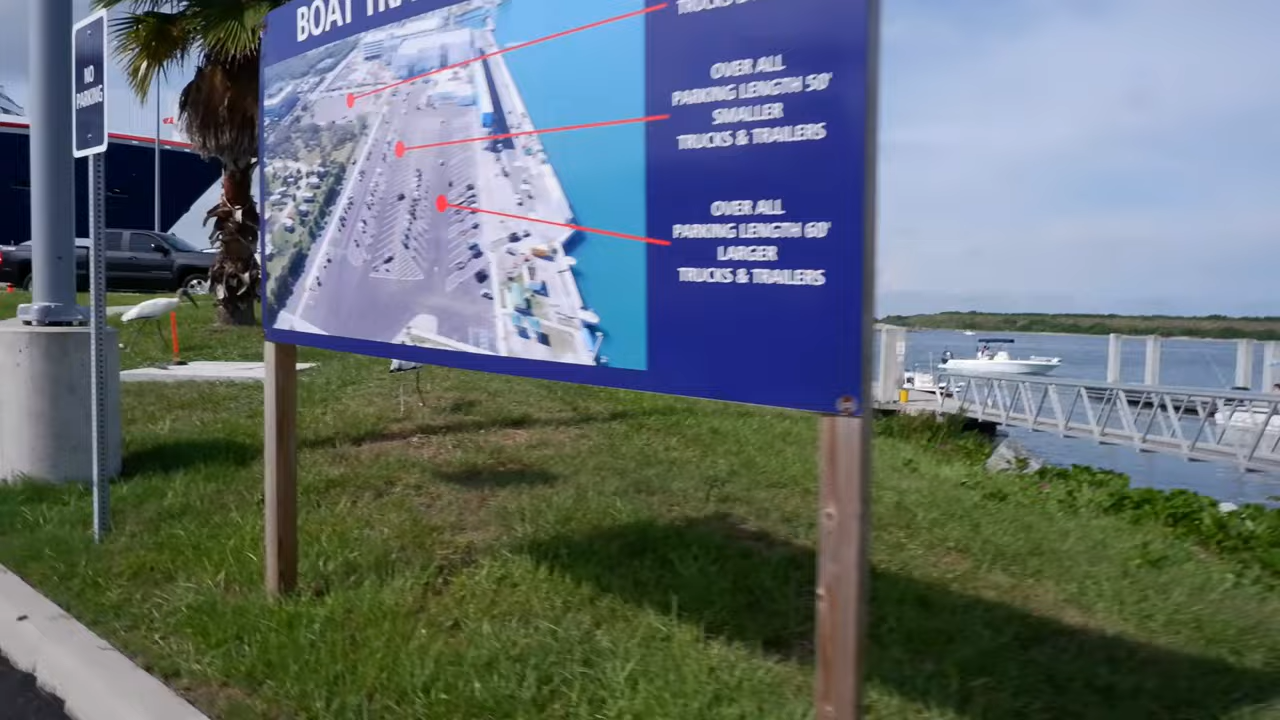 BOAT
NO
PARKING
OVER ALL
PARKING LENGTH 50'
SMALLER
TRUCKS & TRAILERS
OVER ALL
PARKING LENGTH 60'
LARGER
TRUCKS & TRAILERS